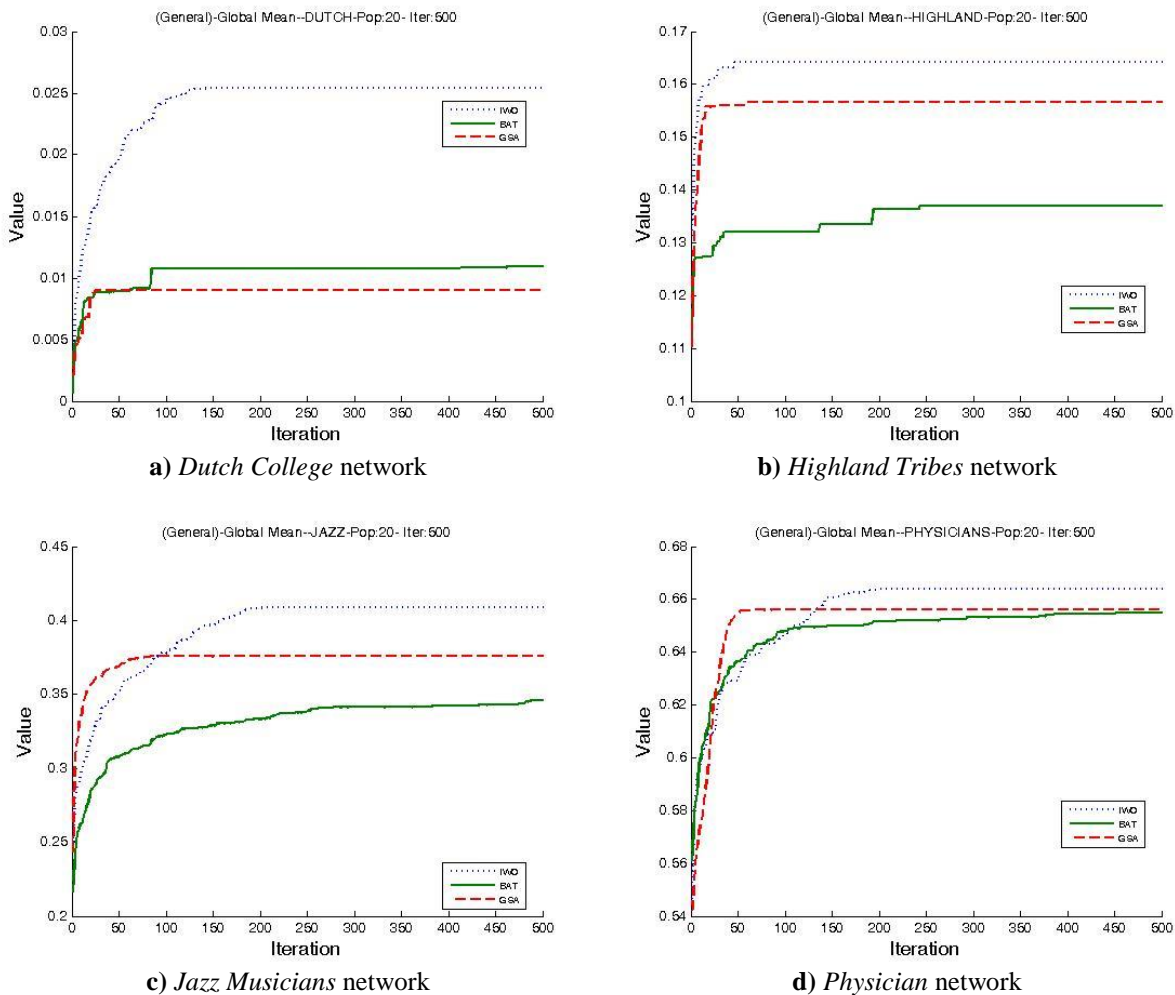 (General)-Global Mean--DUTCH-Pop:20- Iter:500
0.03
0.025
0.02
0.015
0.01
0.005
0
Value
IWO
BAT
GSA
0 50 100 150 200 250 300 350 400 450 500
Iteration
a) Dutch College network
(General)-Global Mean--HIGHLAND-Pop:20- Iter:500
0.17
0.16
0.15
0.14
0.13
0.12
0.11
0.1
Value
IWO
BAT
GSA
0 50 100 150 200 250 300 350 400 450 500
Iteration
b) Highland Tribes network
(General)-Global Mean--JAZZ-Pop:20- Iter:500
0.45
0.4
0.35
0.3
0.25
0.2
Value
IWO
BAT
GSA
0 50 100 150 200 250 300 350 400 450 500
Iteration
c) Jazz Musicians network
(General)-Global Mean--PHYSICIANS-Pop:20- Iter:500
0.68
0.66
0.64
0.62
0.6
0.58
0.56
0.54
Value
IWO
BAT
GSA
0 50 100 150 200 250 300 350 400 450 500
Iteration
d) Physician network